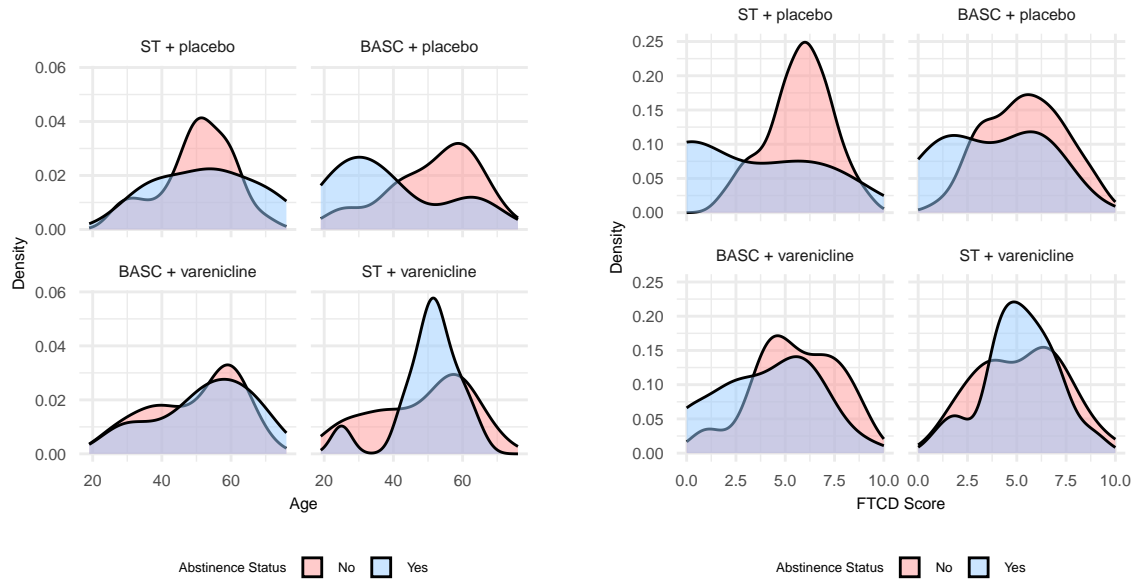 ST + placebo
BASC + placebo
0.06
0.04
0.02
0.00
BASC + varenicline
ST + varenicline
0.06
0.04
0.02
0.00
20 40 60 20 40 60
Density
Age
Abstinence Status No Yes
ST + placebo
BASC + placebo
0.25
0.20
0.15
0.10
0.05
0.00
BASC + varenicline
ST + varenicline
0.25
0.20
0.15
0.10
0.05
0.00
0.0 2.5 5.0 7.5 10.0 0.0 2.5 5.0 7.5 10.0
Density
FTCD Score
Abstinence Status No Yes